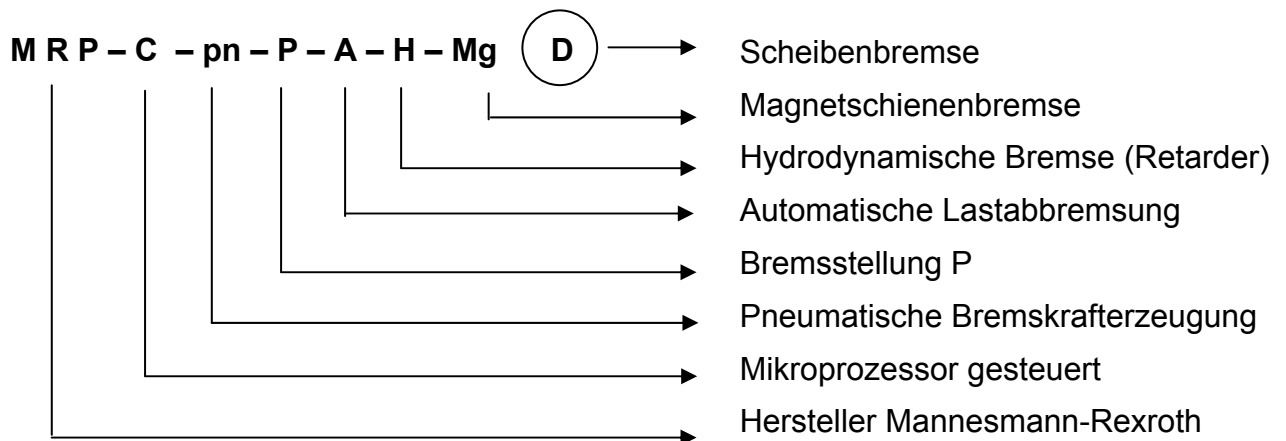 M R P – C – pn – P – A – H – Mg D
Scheibenbremse
Magnetschienenbremse
Hydrodynamische Bremse (Retarder)
Automatische Lastabbremsung
Bremsstellung P
Pneumatische Bremskrafterzeugung
Mikroprozessor gesteuert
Hersteller Mannesmann-Rexroth